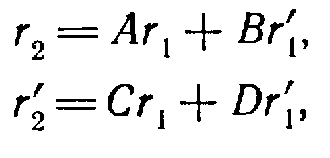 r₂ = Ar₁ + Br′₁,
r′₂ = Cr₁ + Dr′₁,